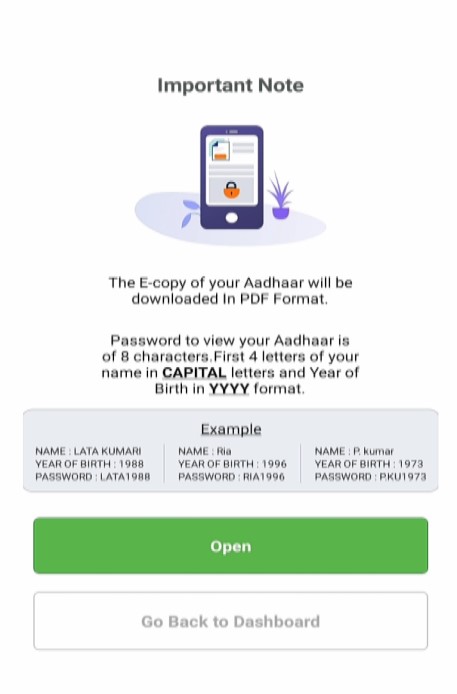 Important Note
The E-copy of your Aadhaar will be
downloaded In PDF Format.
Password to view your Aadhaar is
of 8 characters.First 4 letters of your
name in CAPITAL letters and Year of
Birth in YYYY format.
Example
NAME : LATA KUMARI
YEAR OF BIRTH : 1988
PASSWORD : LATA1988
NAME : Ria
YEAR OF BIRTH : 1996
PASSWORD : RIA1996
NAME : P. kumar
YEAR OF BIRTH : 1973
PASSWORD : P.KU1973
Open
Go Back to Dashboard